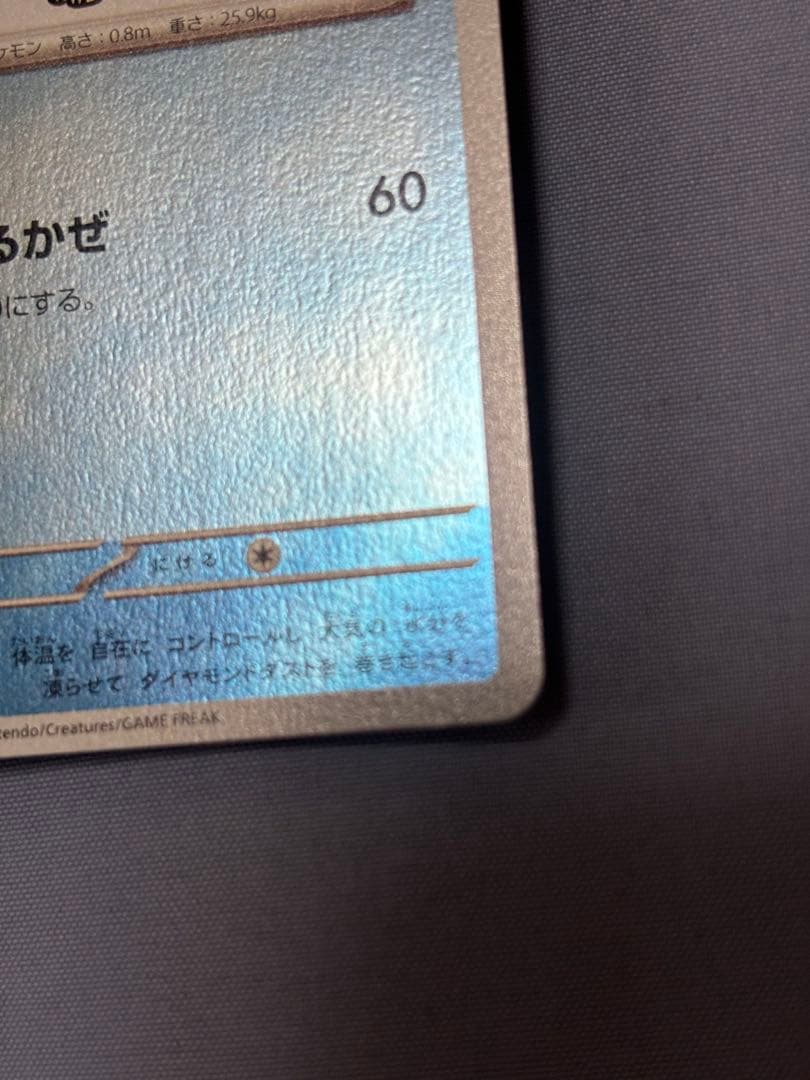 ケモン 高さ：0.8m 重さ：25.9kg
60
るかぜ
にする。
にげる
体温を 自在に コントロールし 大気の 水分を
凍らせて ダイヤモンドダストを 巻き起こす。
tendo/Creatures/GAME FREAK